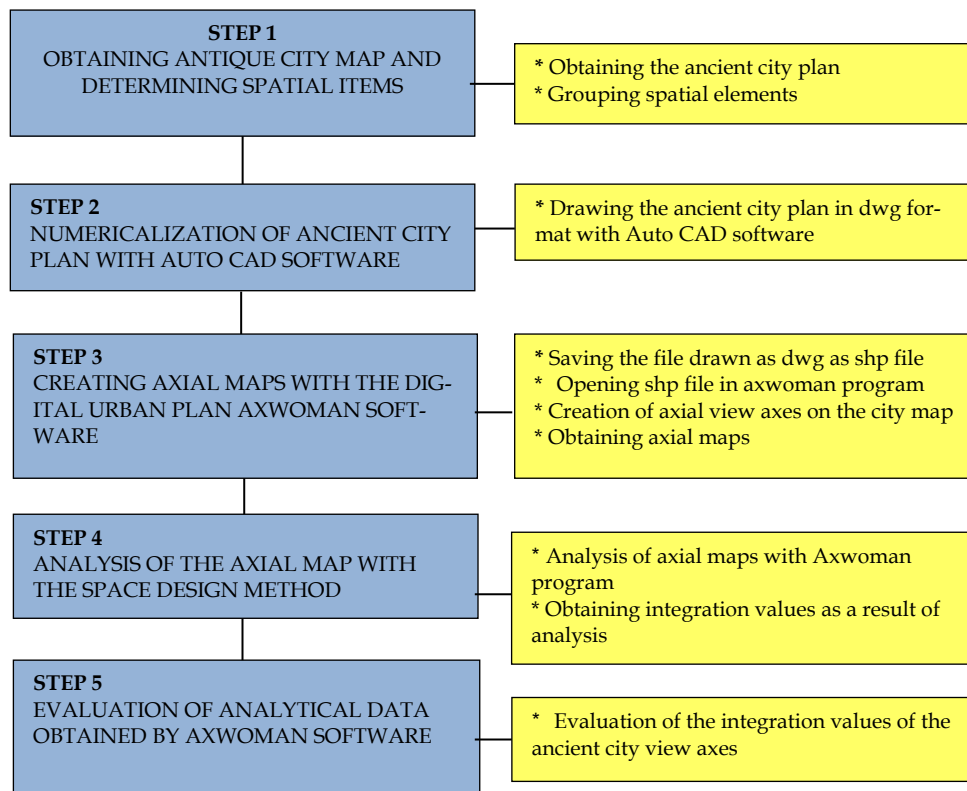 STEP 1
OBTAINING ANTIQUE CITY MAP AND
DETERMINING SPATIAL ITEMS
* Obtaining the ancient city plan
* Grouping spatial elements
STEP 2
NUMERICALIZATION OF ANCIENT CITY
PLAN WITH AUTO CAD SOFTWARE
* Drawing the ancient city plan in dwg for-
mat with Auto CAD software
STEP 3
CREATING AXIAL MAPS WITH THE DIG-
ITAL URBAN PLAN AXWOMAN SOFT-
WARE
* Saving the file drawn as dwg as shp file
* Opening shp file in axwoman program
* Creation of axial view axes on the city map
* Obtaining axial maps
STEP 4
ANALYSIS OF THE AXIAL MAP WITH
THE SPACE DESIGN METHOD
* Analysis of axial maps with Axwoman
program
* Obtaining integration values as a result of
analysis
STEP 5
EVALUATION OF ANALYTICAL DATA
OBTAINED BY AXWOMAN SOFTWARE
* Evaluation of the integration values of the
ancient city view axes